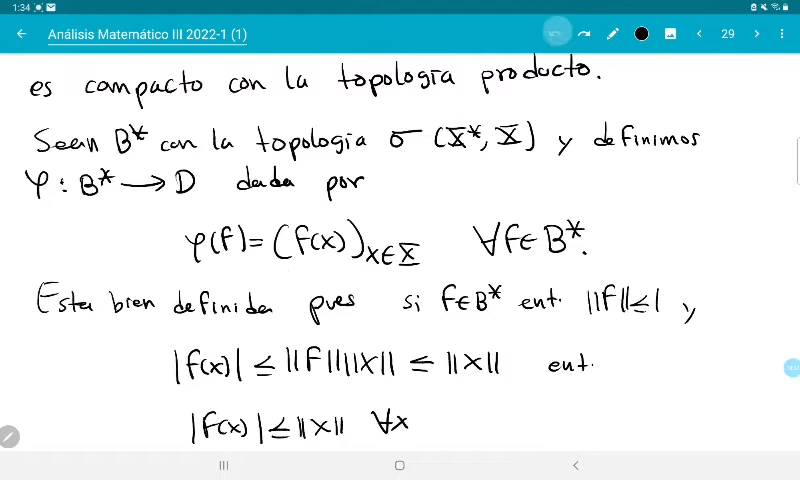 1:34
Análisis Matemático III 2022-1 (1)
29
es compacto con la topología producto.
Sean B* con la topología σ (X*, X) y definimos
φ : B* → D dada por
φ(f) = (f(x))x∈X ∀f∈ B*.
Esta bien definida pues si f∈B* ent. ||f||≤1 y,
|f(x)| ≤ ||f|| ||x|| ≤ ||x|| ent.
|f(x)| ≤ ||x|| ∀x